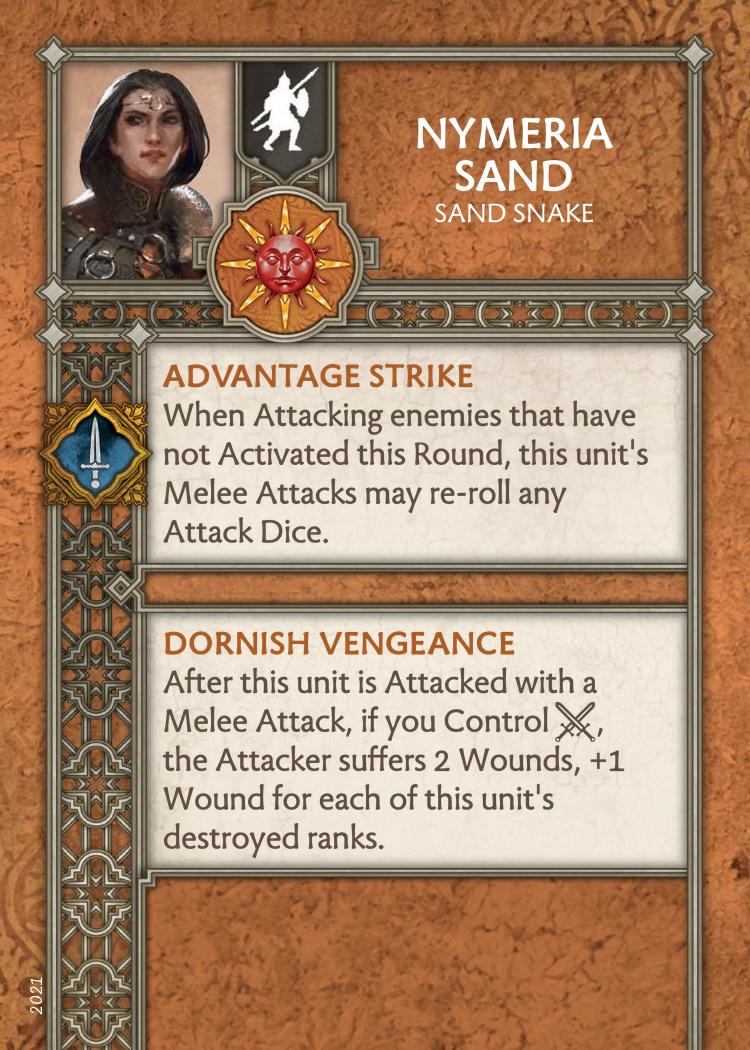 NYMERIA
SAND
SAND SNAKE
ADVANTAGE STRIKE
When Attacking enemies that have
not Activated this Round, this unit's
Melee Attacks may re-roll any
Attack Dice.
DORNISH VENGEANCE
After this unit is Attacked with a
Melee Attack, if you Control ,
the Attacker suffers 2 Wounds, +1
Wound for each of this unit's
destroyed ranks.
2021